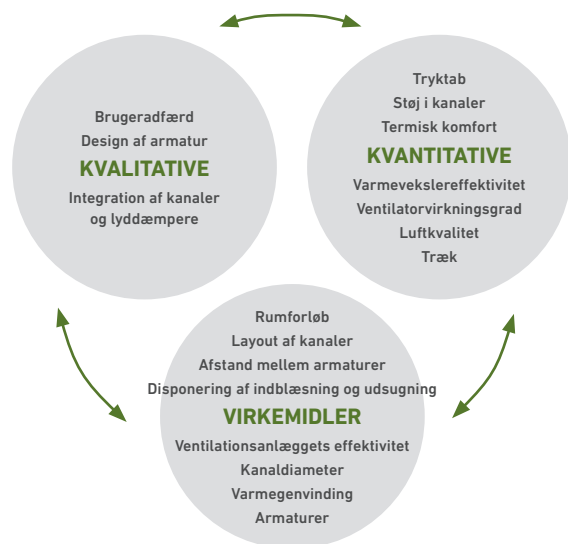 Brugeradfærd
Design af armatur
KVALITATIVE
Integration af kanaler
og lyddæmpere
Tryktab
Støj i kanaler
Termisk komfort
KVANTITATIVE
Varmevekslereffektivitet
Ventilatorvirkningsgrad
Luftkvalitet
Træk
Rumforløb
Layout af kanaler
Afstand mellem armaturer
Disponering af indblæsning og udsugning
VIRKEMIDLER
Ventilationsanlæggets effektivitet
Kanaldiameter
Varmegenvinding
Armaturer